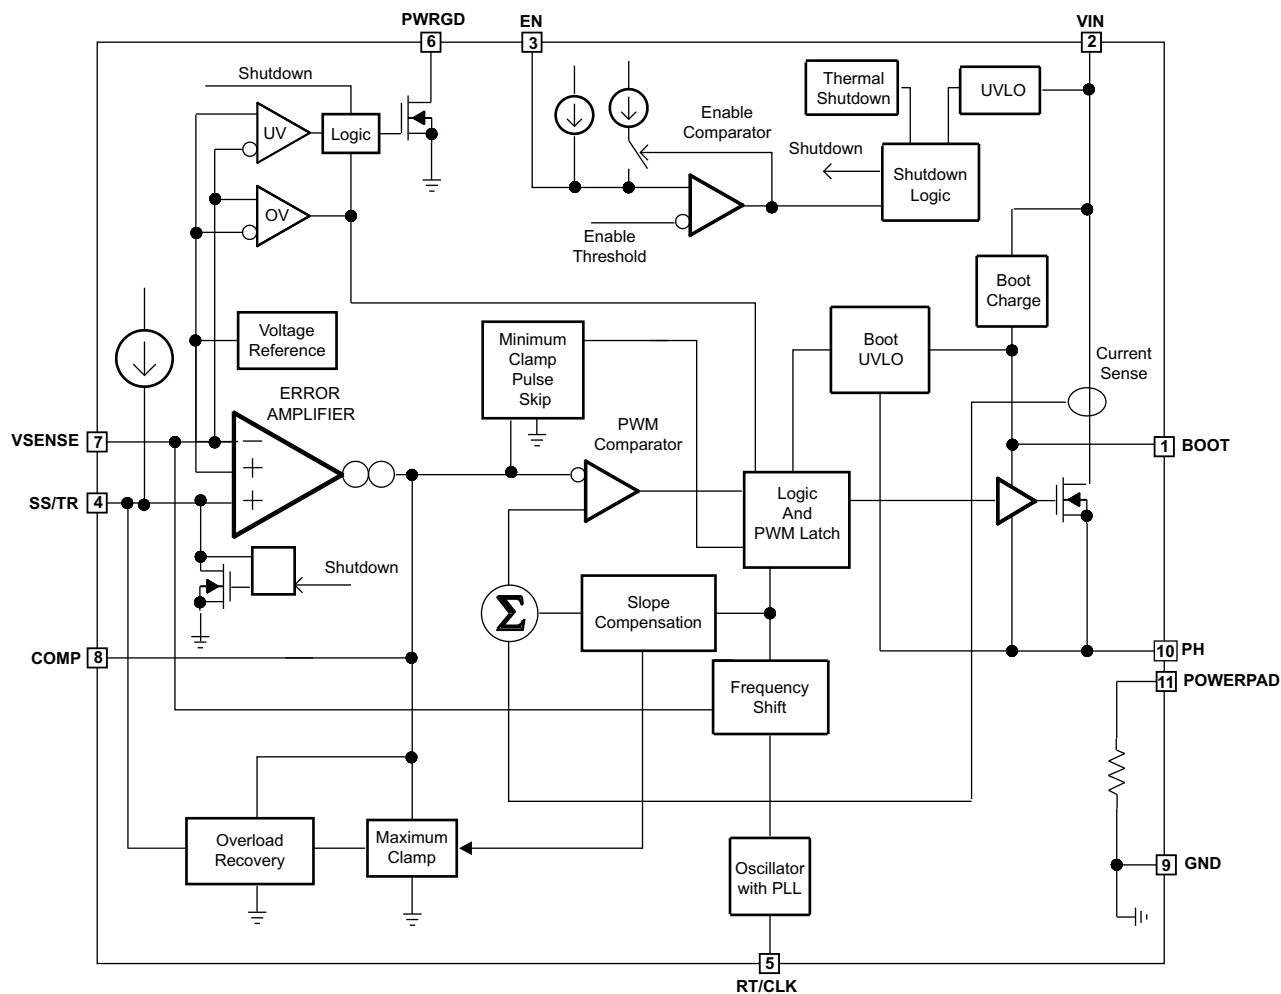 PWRGD
EN
VIN
6
3
2
Shutdown
Thermal
Shutdown
UVLO
UV
Logic
Enable
Comparator
Shutdown
Shutdown
Logic
OV
Enable
Threshold
Boot
Charge
Voltage
Reference
Minimum
Clamp
Pulse
Skip
Boot
UVLO
Current
Sense
ERROR
AMPLIFIER
PWM
Comparator
VSENSE
7
−
1
BOOT
+
SS/TR
4
+
Logic
And
PWM Latch
Shutdown
Σ
Slope
Compensation
COMP
8
10
PH
11
POWERPAD
Frequency
Shift
Overload
Recovery
Maximum
Clamp
Oscillator
with PLL
9
GND
5
RT/CLK